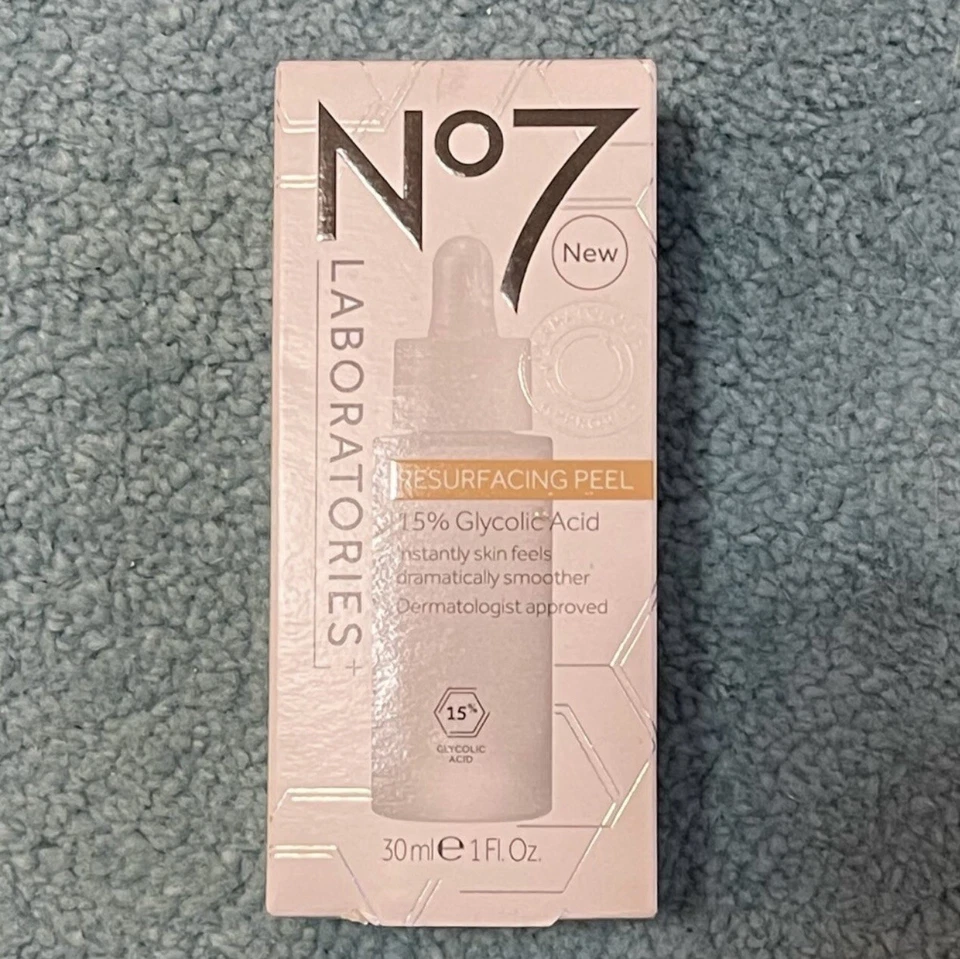 No7
LABORATORIES +
New
RESURFACING PEEL
15% Glycolic Acid
instantly skin feels
dramatically smoother
Dermatologist approved
15%
GLYCOLIC
ACID
30ml℮ 1 Fl. Oz.